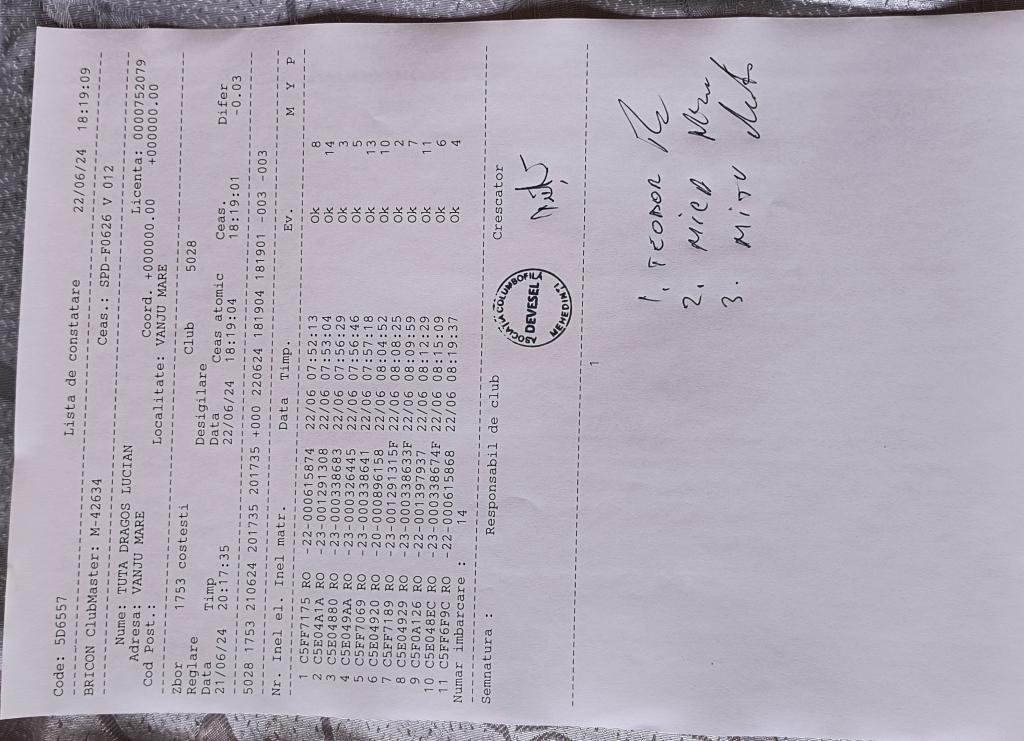 Code: 5D6557
Lista de constatare 22/06/24 18:19:09
BRICON ClubMaster: M-42634 Ceas.: SPD-F0626 V 012
Nume: TUTA DRAGOS LUCIAN Licenta: 0000752079
Adresa: VANJU MARE Coord. +000000.00 +000000.00
Cod Post.: Localitate: VANJU MARE
Zbor 1753 costesti Club 5028
Reglare Desigilare
Data Timp Data Ceas atomic Ceas. Difer
21/06/24 20:17:35 22/06/24 18:19:04 18:19:01 -0.03
5028 1753 210624 201735 201735 +000 220624 181904 181901 -003 -003
Nr. Inel el. Inel matr. Data Timp. Ev. M Y P
1 C5FF7175 RO -22-000615874 22/06 07:52:13 Ok 8
2 C5E04A1A RO -23-001291308 22/06 07:53:04 Ok 14
3 C5E04880 RO -23-000338683 22/06 07:56:29 Ok 3
4 C5E049AA RO -23-000326445 22/06 07:56:46 Ok 5
5 C5FF7069 RO -23-000338641 22/06 07:57:18 Ok 13
6 C5E04920 RO -20-000896158 22/06 08:04:52 Ok 10
7 C5FF7189 RO -23-001291315F 22/06 08:08:25 Ok 2
8 C5E04929 RO -23-000338633F 22/06 08:09:59 Ok 7
9 C5F0A126 RO -22-001397937 22/06 08:12:29 Ok 11
10 C5E048EC RO -23-000338674F 22/06 08:15:09 Ok 6
11 C5FF6F9C RO -22-000615868 22/06 08:19:37 Ok 4
Numar imbarcare : 14
Semnatura : Responsabil de club Crescator
ASOCIAȚIA COLUMBOFILĂ
DEVESEL
MEHEDINȚI
1
1. TEODOR
2. MICO
3. MITU